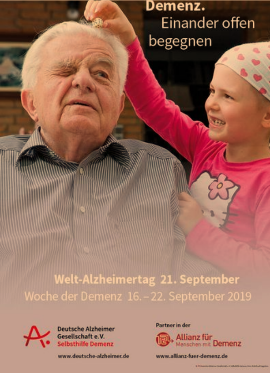 Demenz.
Einander offen
begegnen
Welt-Alzheimertag 21. September
Woche der Demenz 16. – 22. September 2019
Deutsche Alzheimer
Gesellschaft e.V.
Selbsthilfe Demenz
www.deutsche-alzheimer.de
Partner in der
Allianz für
Menschen mit Demenz
www.allianz-fuer-demenz.de